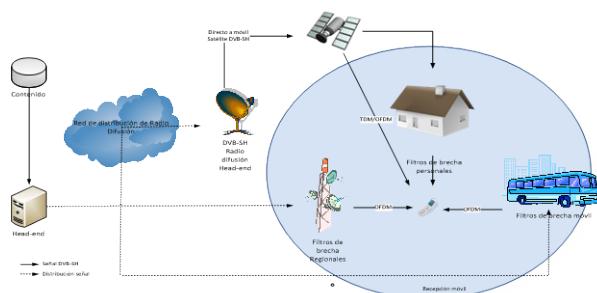 Directo a móvil
Satélite DVB-SH
Contenido
Red de distribución de Radio
Difusión
TDM/OFDM
DVB-SH
Radio
difusión
Head-end
Filtros de brecha
personales
OFDM
OFDM
Filtros de brecha móvil
Head-end
Filtros de
brecha
Regionales
Señal DVB-SH
Distribución señal
Recepción móvil